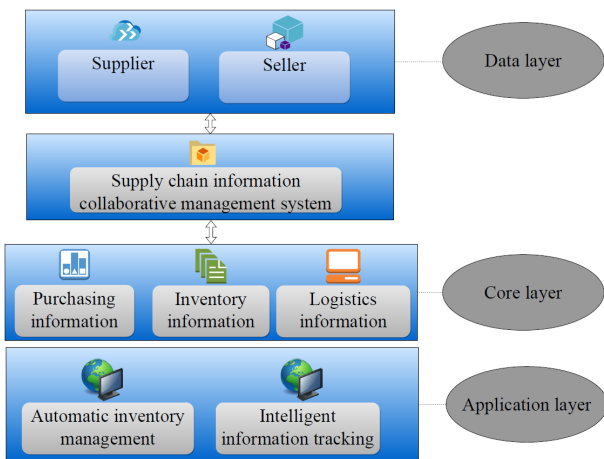 Supplier
Seller
Data layer
Supply chain information
collaborative management system
Purchasing
information
Inventory
information
Logistics
information
Core layer
Automatic inventory
management
Intelligent
information tracking
Application layer